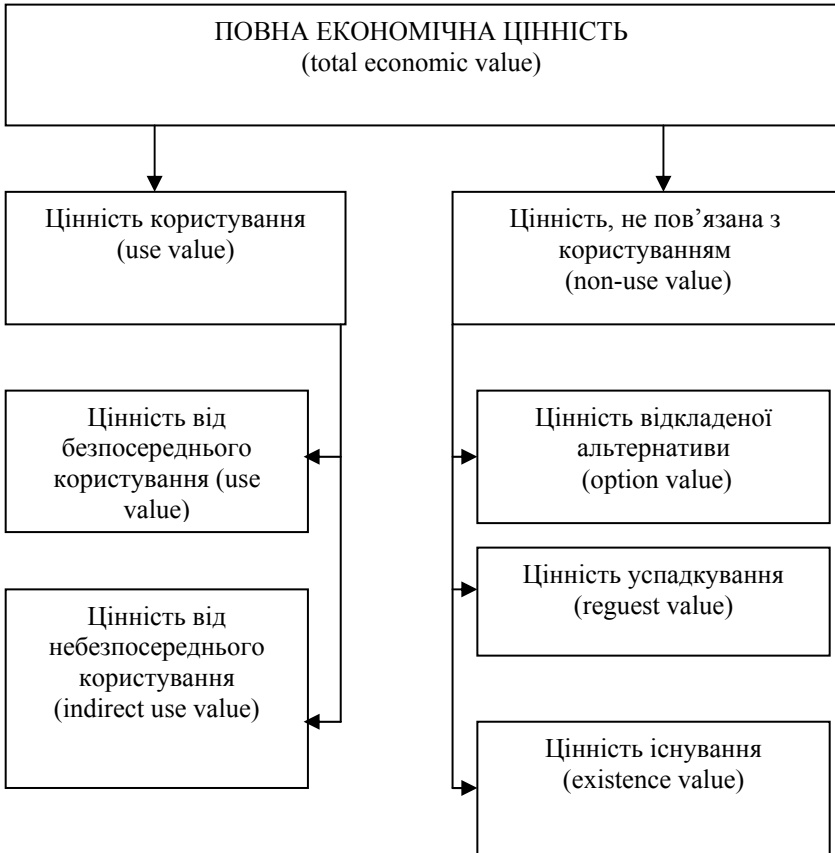 ПОВНА ЕКОНОМІЧНА ЦІННІСТЬ
(total economic value)
Цінність користування
(use value)
Цінність, не пов’язана з
користуванням
(non-use value)
Цінність від
безпосереднього
користування (use
value)
Цінність від
небезпосереднього
користування
(indirect use value)
Цінність відкладеної
альтернативи
(option value)
Цінність успадкування
(reguest value)
Цінність існування
(existence value)